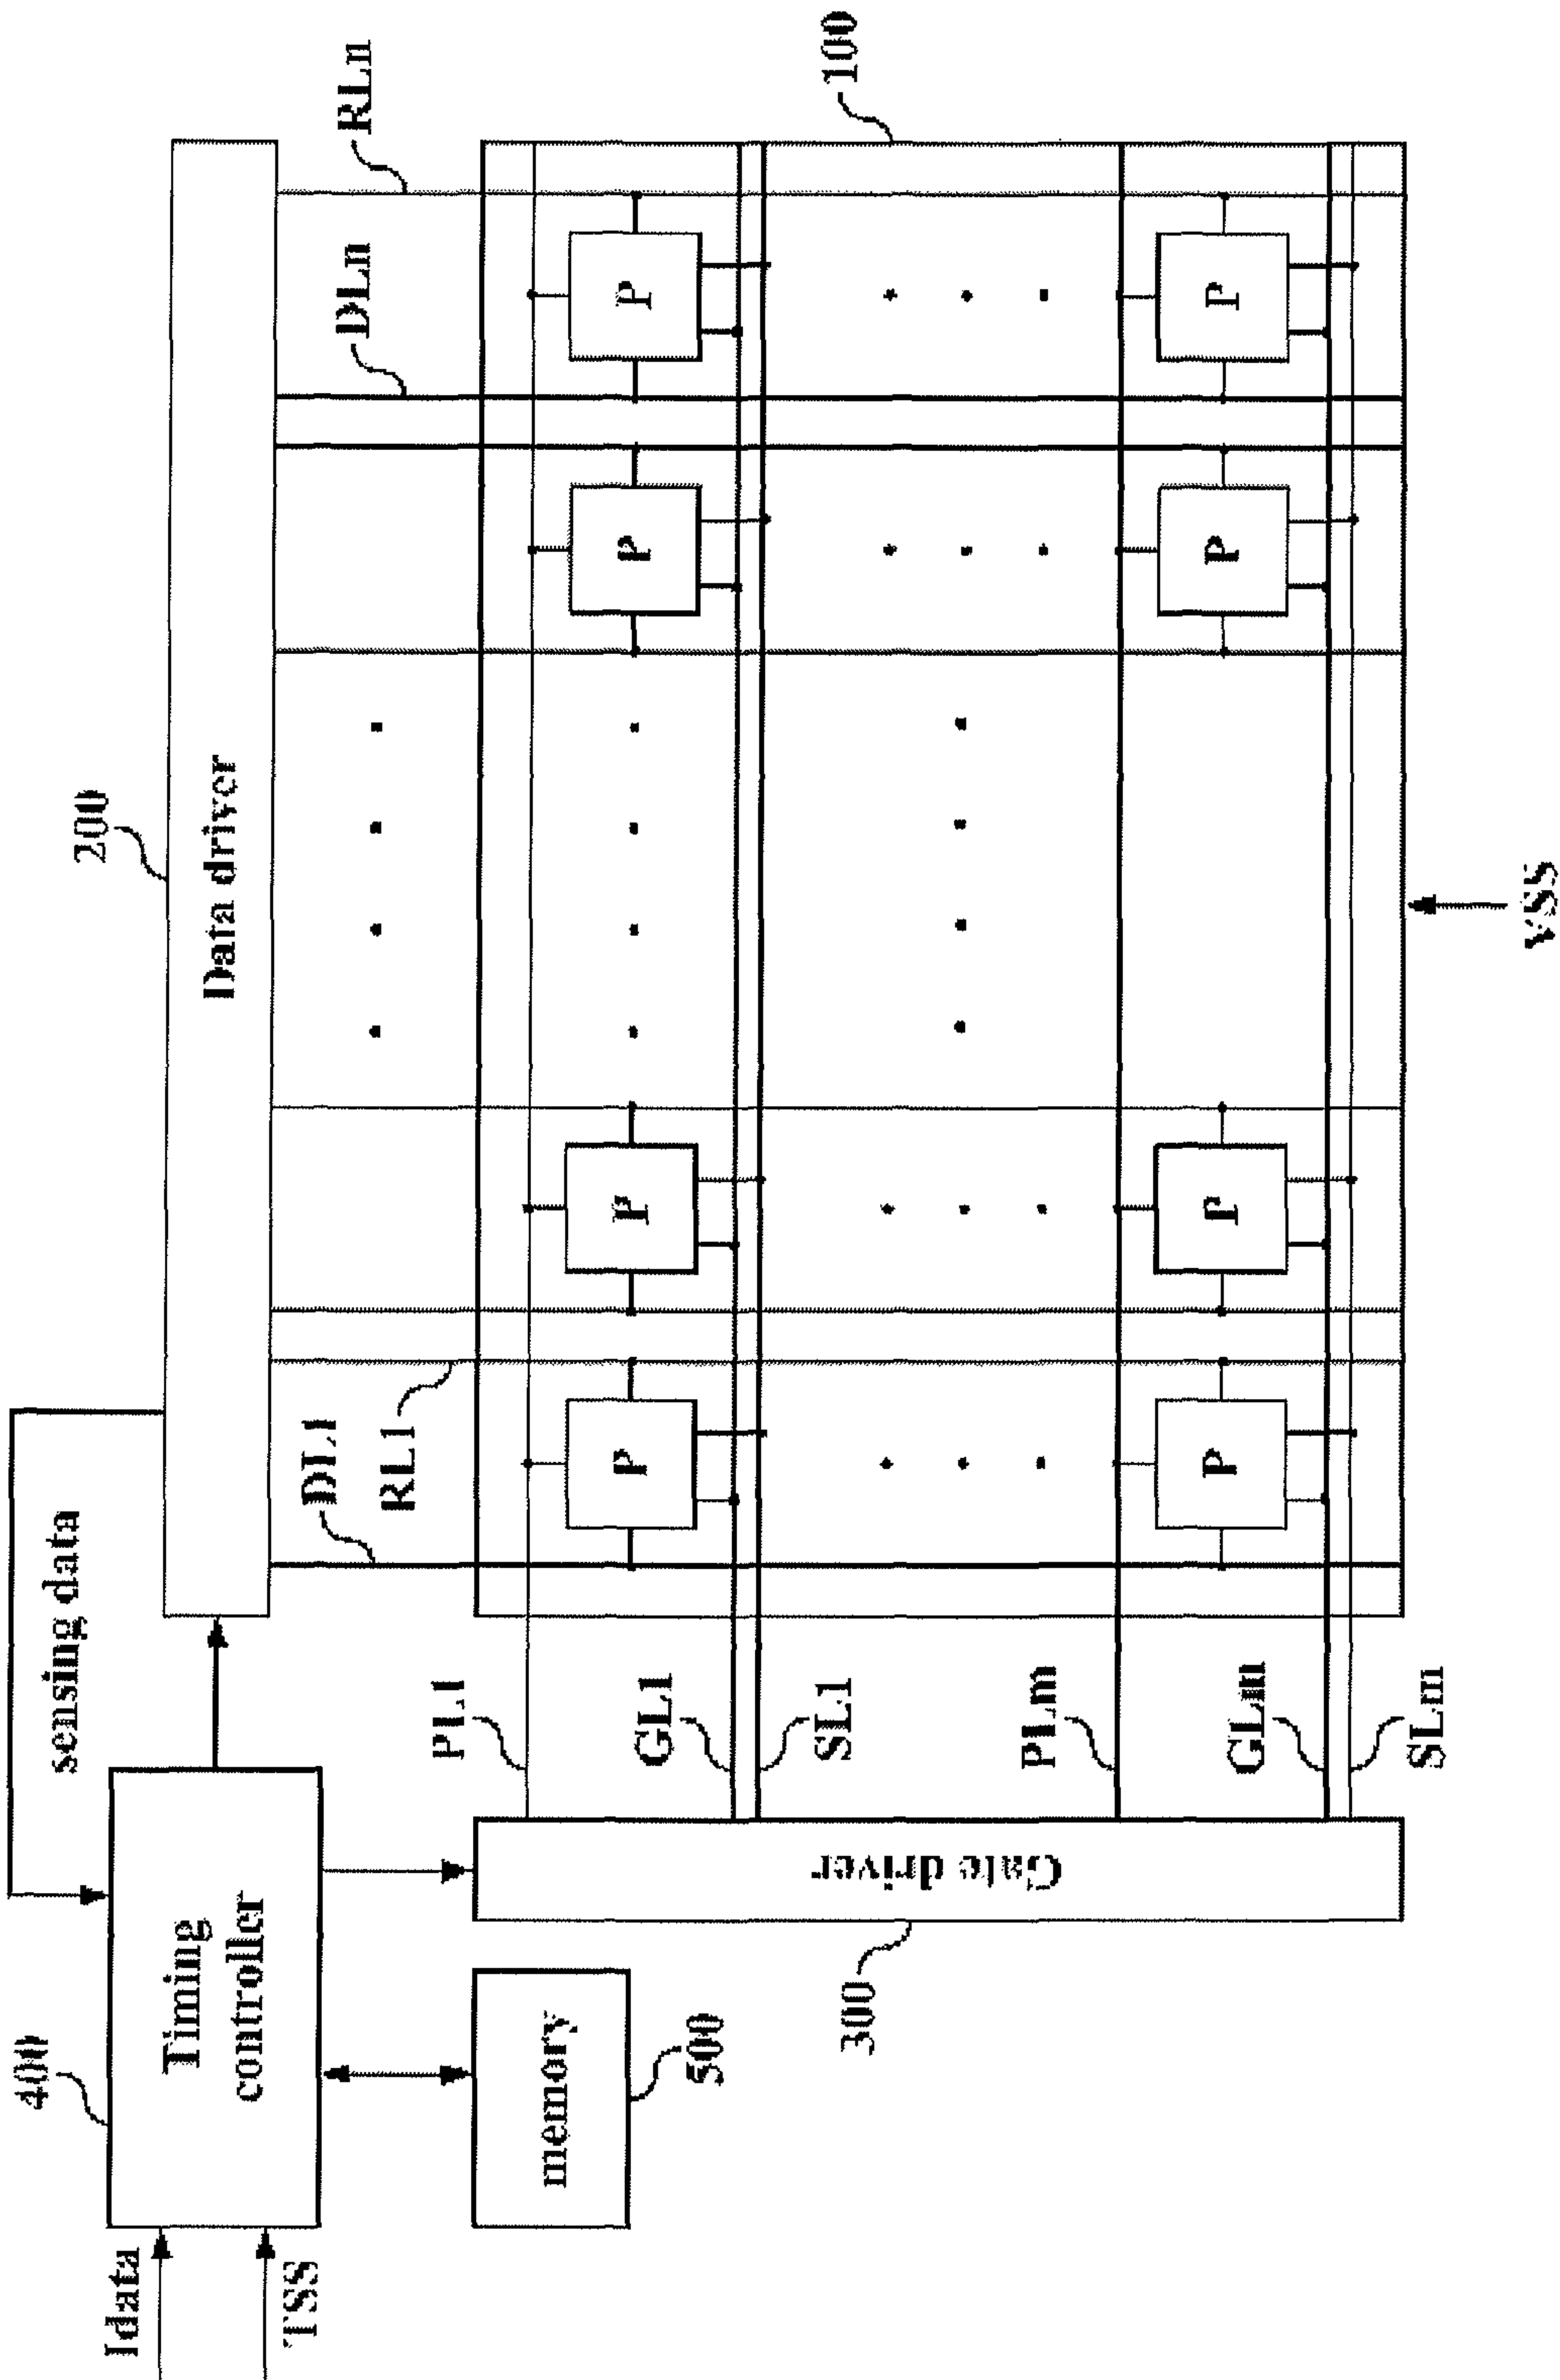 400
Idata
TSS
Timing
controller
sensing data
200
Data driver
DL1
RL1
DLn
RLn
memory
500
300
Gate driver
PL1
GL1
SL1
PLm
GLm
SLm
P
P
P
P
P
P
P
P
100
VSS